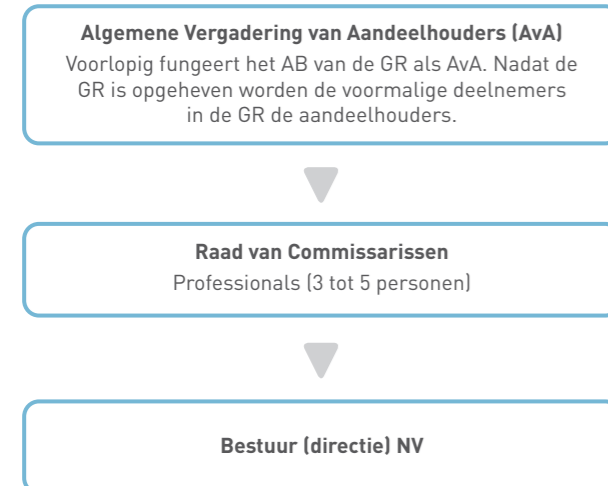 Algemene Vergadering van Aandeelhouders (AvA)
Voorlopig fungeert het AB van de GR als AvA. Nadat de
GR is opgeheven worden de voormalige deelnemers
in de GR de aandeelhouders.
Raad van Commissarissen
Professionals (3 tot 5 personen)
Bestuur (directie) NV